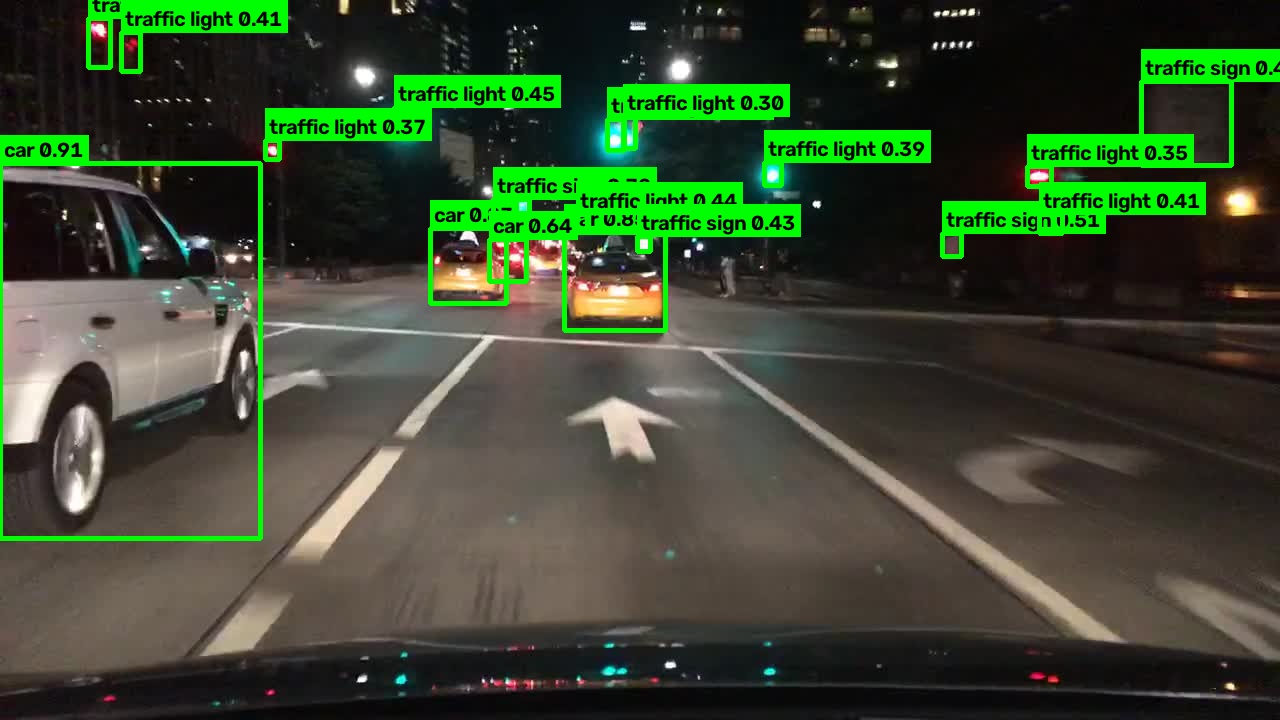 traffic light 0.41
traffic sign 0.4
traffic light 0.45
traffic light 0.30
traffic light 0.37
traffic light 0.39
car 0.91
traffic light 0.35
traffic light 0.44
traffic light 0.41
car 0.64
traffic sign 0.43
traffic sign 0.51